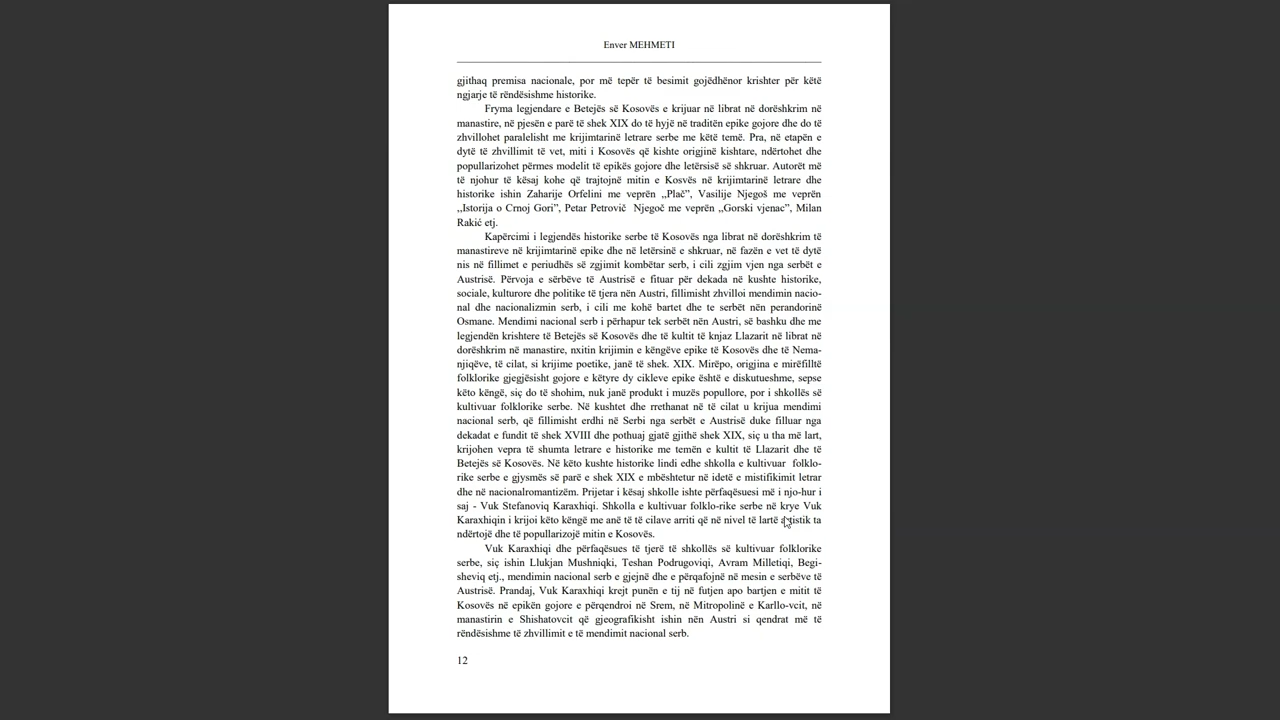 Enver MEHMETI
gjithaq premisa nacionale, por më tepër të besimit gojëdhënor krishter për këtë
ngjarje të rëndësishme historike.
Fryma legjendare e Betejës së Kosovës e krijuar në librat në dorëshkrim në
manastire, në pjesën e parë të shek XIX do të hyjë në traditën epike gojore dhe do të
zhvillohet paralelisht me krijimtarinë letrare serbe me këtë temë. Pra, në etapën e
dytë të zhvillimit të vet, miti i Kosovës që kishte origjinë kishtare, ndërtohet dhe
popullarizohet përmes modelit të epikës gojore dhe letërsisë së shkruar. Autorët më
të njohur të kësaj kohe që trajtojnë mitin e Kosvës në krijimtarinë letrare dhe
historike ishin Zaharije Orfelini me veprën ,,Plač”, Vasilije Njegoš me veprën
,,Istorija o Crnoj Gori”, Petar Petrovič Njegoč me veprën ,,Gorski vjenac”, Milan
Rakić etj.
Kapërcimi i legjendës historike serbe të Kosovës nga librat në dorëshkrim të
manastireve në krijimtarinë epike dhe në letërsinë e shkruar, në fazën e vet të dytë
nis në fillimet e periudhës së zgjimit kombëtar serb, i cili zgjim vjen nga serbët e
Austrisë. Përvoja e sërbëve të Austrisë e fituar për dekada në kushte historike,
sociale, kulturore dhe politike të tjera nën Austri, fillimisht zhvilloi mendimin nacio-
nal dhe nacionalizmin serb, i cili me kohë bartet dhe te serbët nën perandorinë
Osmane. Mendimi nacional serb i përhapur tek serbët nën Austri, së bashku dhe me
legjendën krishtere të Betejës së Kosovës dhe të kultit të knjaz Llazarit në librat në
dorëshkrim në manastire, nxitin krijimin e këngëve epike të Kosovës dhe të Nema-
njiqëve, të cilat, si krijime poetike, janë të shek. XIX. Mirëpo, origjina e mirëfilltë
folklorike gjegjësisht gojore e këtyre dy cikleve epike është e diskutueshme, sepse
këto këngë, siç do të shohim, nuk janë produkt i muzës popullore, por i shkollës së
kultivuar folklorike serbe. Në kushtet dhe rrethanat në të cilat u krijua mendimi
nacional serb, që fillimisht erdhi në Serbi nga serbët e Austrisë duke filluar nga
dekadat e fundit të shek XVIII dhe pothuaj gjatë gjithë shek XIX, siç u tha më lart,
krijohen vepra të shumta letrare e historike me temën e kultit të Llazarit dhe të
Betejës së Kosovës. Në këto kushte historike lindi edhe shkolla e kultivuar folklo-
rike serbe e gjysmës së parë e shek XIX e mbështetur në idetë e mistifikimit letrar
dhe në nacionalromantizëm. Prijetar i kësaj shkolle ishte përfaqësuesi më i njo-hur i
saj - Vuk Stefanoviq Karaxhiqi. Shkolla e kultivuar folklo-rike serbe në krye Vuk
Karaxhiqin i krijoi këto këngë me anë të të cilave arriti që në nivel të lartë artistik ta
ndërtojë dhe të popullarizojë mitin e Kosovës.
Vuk Karaxhiqi dhe përfaqësues të tjerë të shkollës së kultivuar folklorike
serbe, siç ishin Llukjan Mushniqki, Teshan Podrugoviqi, Avram Milletiqi, Begi-
sheviq etj., mendimin nacional serb e gjejnë dhe e përqafojnë në mesin e serbëve të
Austrisë. Prandaj, Vuk Karaxhiqi krejt punën e tij në futjen apo bartjen e mitit të
Kosovës në epikën gojore e përqendroi në Srem, në Mitropolinë e Karllo-vcit, në
manastirin e Shishatovcit që gjeografikisht ishin nën Austri si qendrat më të
rëndësishme të zhvillimit e të mendimit nacional serb.
12